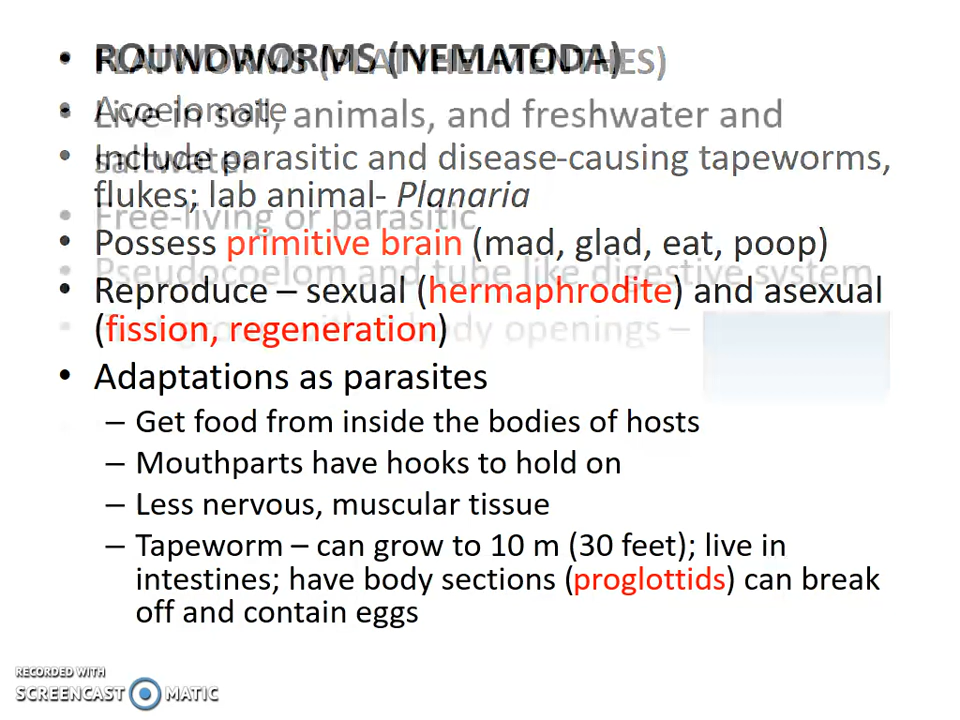 • ROUNDWORMS (NEMATODA)
FLATWORMS (PLATYHELMINTHES)
• Acoelomate
Live in soil, animals, and freshwater and
saltwater
• Include parasitic and disease-causing tapeworms,
flukes; lab animal- Planaria
• Free-living or parasitic
• Possess primitive brain (mad, glad, eat, poop)
• Pseudocoelom and tube like digestive system
• Reproduce – sexual (hermaphrodite) and asexual
(fission, regeneration)
body openings –
• Adaptations as parasites
– Get food from inside the bodies of hosts
– Mouthparts have hooks to hold on
– Less nervous, muscular tissue
– Tapeworm – can grow to 10 m (30 feet); live in
intestines; have body sections (proglottids) can break
off and contain eggs
RECORDED WITH
SCREENCAST MATIC